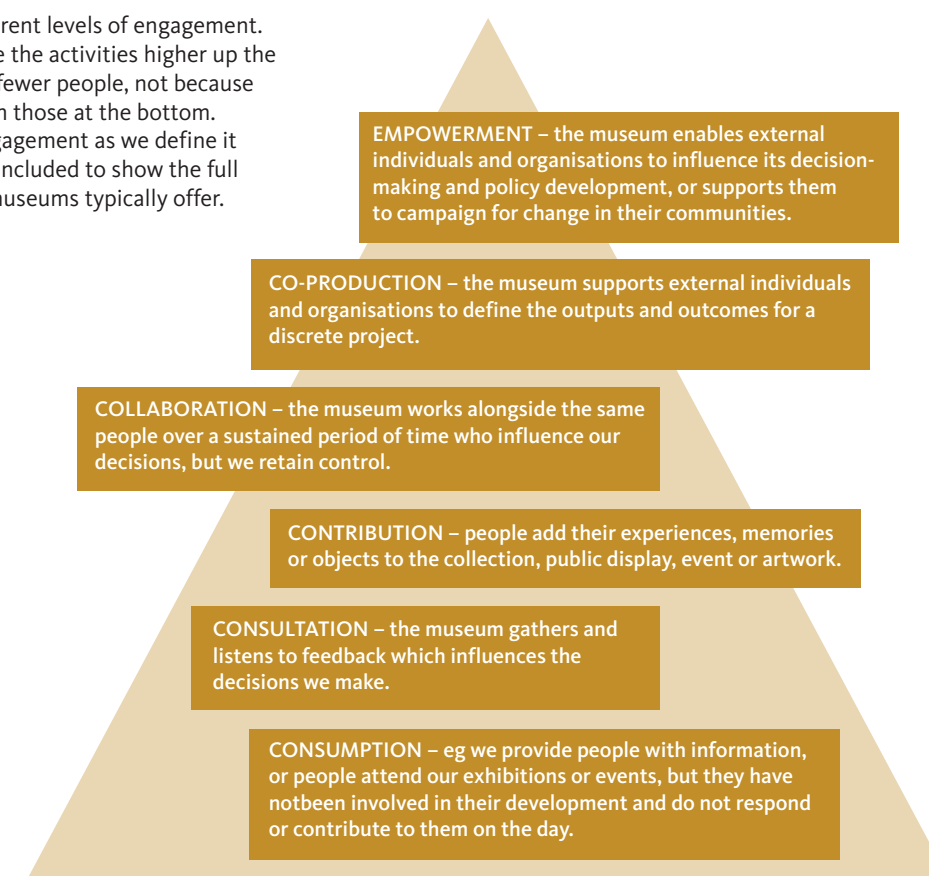 rent levels of engagement.
e the activities higher up the
fewer people, not because
n those at the bottom.
gagement as we define it
included to show the full
nuseums typically offer.
EMPOWERMENT – the museum enables external
individuals and organisations to influence its decision-
making and policy development, or supports them
to campaign for change in their communities.
CO-PRODUCTION – the museum supports external individuals
and organisations to define the outputs and outcomes for a
discrete project.
COLLABORATION – the museum works alongside the same
people over a sustained period of time who influence our
decisions, but we retain control.
CONTRIBUTION – people add their experiences, memories
or objects to the collection, public display, event or artwork.
CONSULTATION – the museum gathers and
listens to feedback which influences the
decisions we make.
CONSUMPTION – eg we provide people with information,
or people attend our exhibitions or events, but they have
notbeen involved in their development and do not respond
or contribute to them on the day.